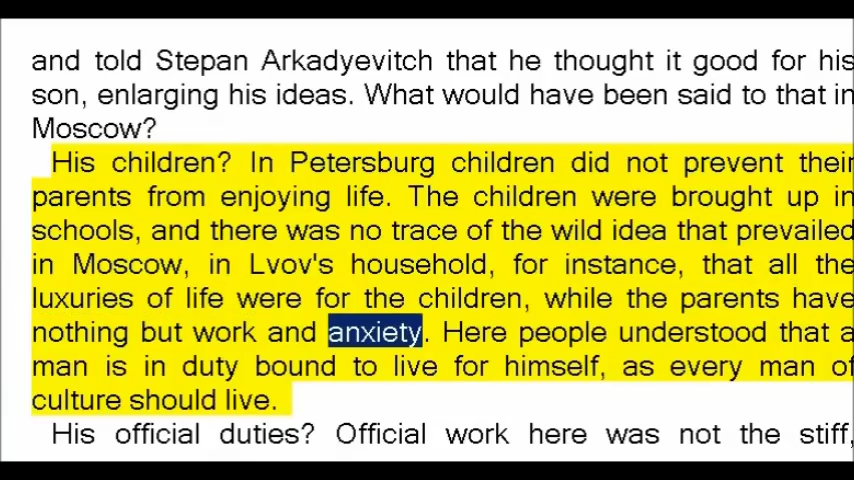 and told Stepan Arkadyevitch that he thought it good for his
son, enlarging his ideas. What would have been said to that in
Moscow?
His children? In Petersburg children did not prevent their
parents from enjoying life. The children were brought up in
schools, and there was no trace of the wild idea that prevailed
in Moscow, in Lvov's household, for instance, that all the
luxuries of life were for the children, while the parents have
nothing but work and anxiety. Here people understood that a
man is in duty bound to live for himself, as every man of
culture should live.
His official duties? Official work here was not the stiff,